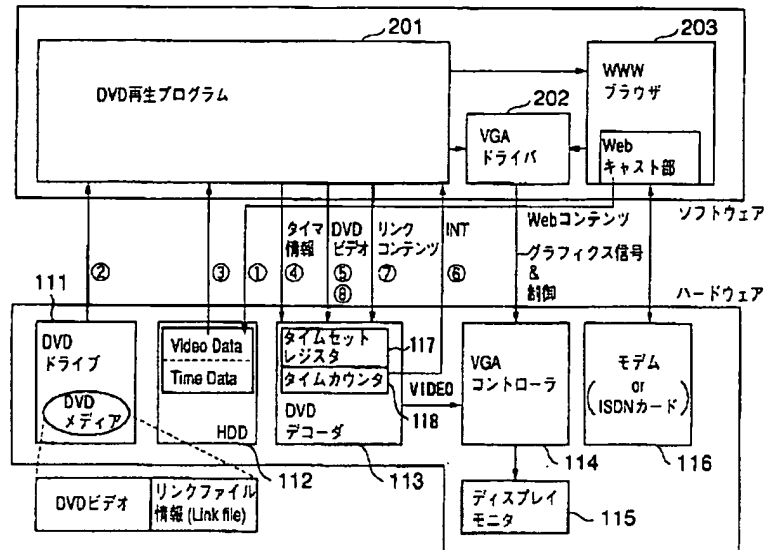 201
203
DVD再生プログラム
WWW
ブラウザ
202
VGA
ドライバ
Web
キャスト部
ソフトウェア
タイマ
情報
DVD
ビデオ
リンク
コンテンツ
INT
Webコンテンツ
グラフィクス信号
&
制御
②
③
①
④
⑤
⑧
⑦
⑥
ハードウェア
111
DVD
ドライブ
DVD
メディア
Video Data
Time Data
HDD
112
タイムセット
レジスタ
117
タイムカウンタ
118
DVD
デコーダ
113
VIDEO
VGA
コントローラ
114
モデム
or
(ISDNカード)
116
DVDビデオ
リンクファイル
情報 (Link file)
ディスプレイ
モニタ
115